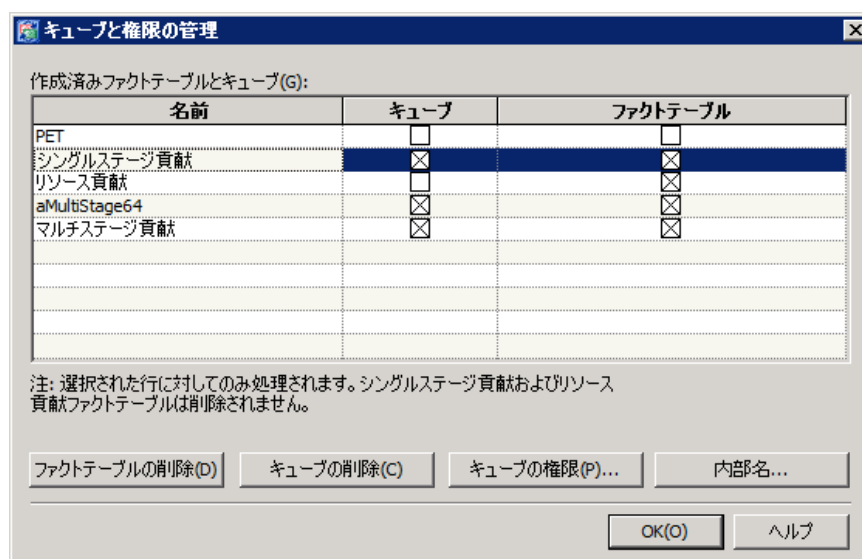 キューブと権限の管理
作成済みファクトテーブルとキューブ(G):
名前 キューブ ファクトテーブル
PET
シングルステージ貢献
リソース貢献
aMultiStage64
マルチステージ貢献
注: 選択された行に対してのみ処理されます。シングルステージ貢献およびリソース
貢献ファクトテーブルは削除されません。
ファクトテーブルの削除(D) キューブの削除(C) キューブの権限(P)... 内部名...
OK(O) ヘルプ